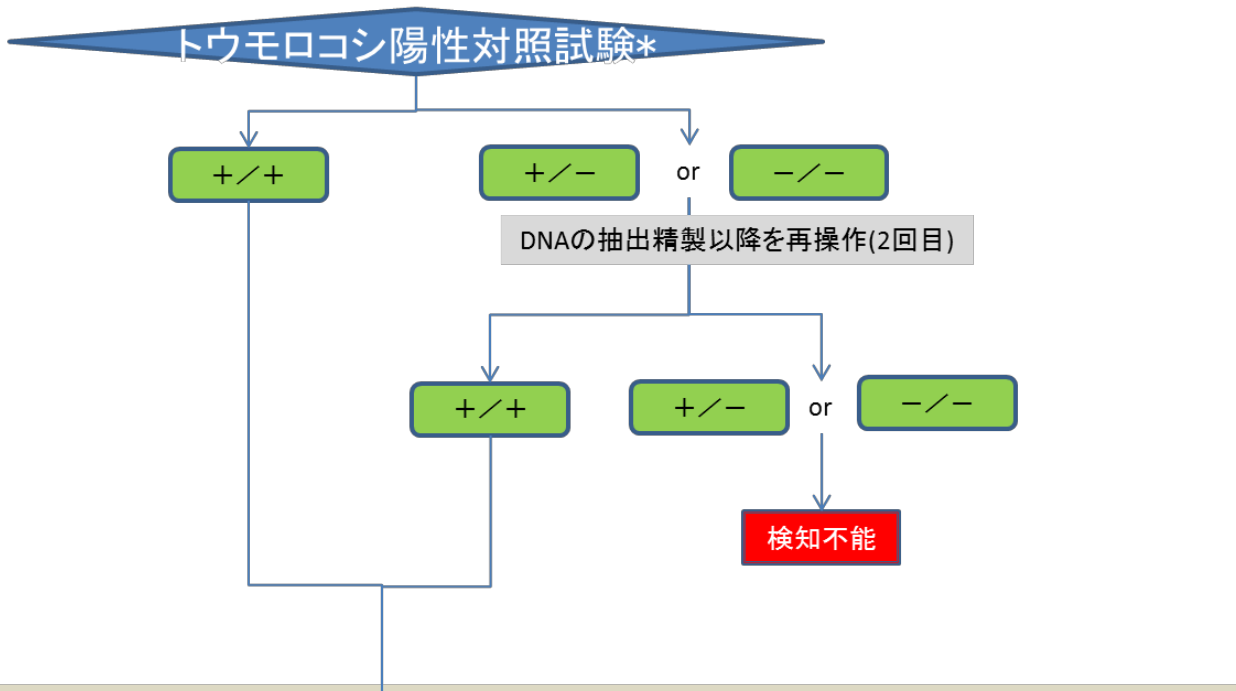 トウモロコシ陽性対照試験*
+/+
+/− or −/−
DNAの抽出精製以降を再操作(2回目)
+/+
+/− or −/−
検知不能